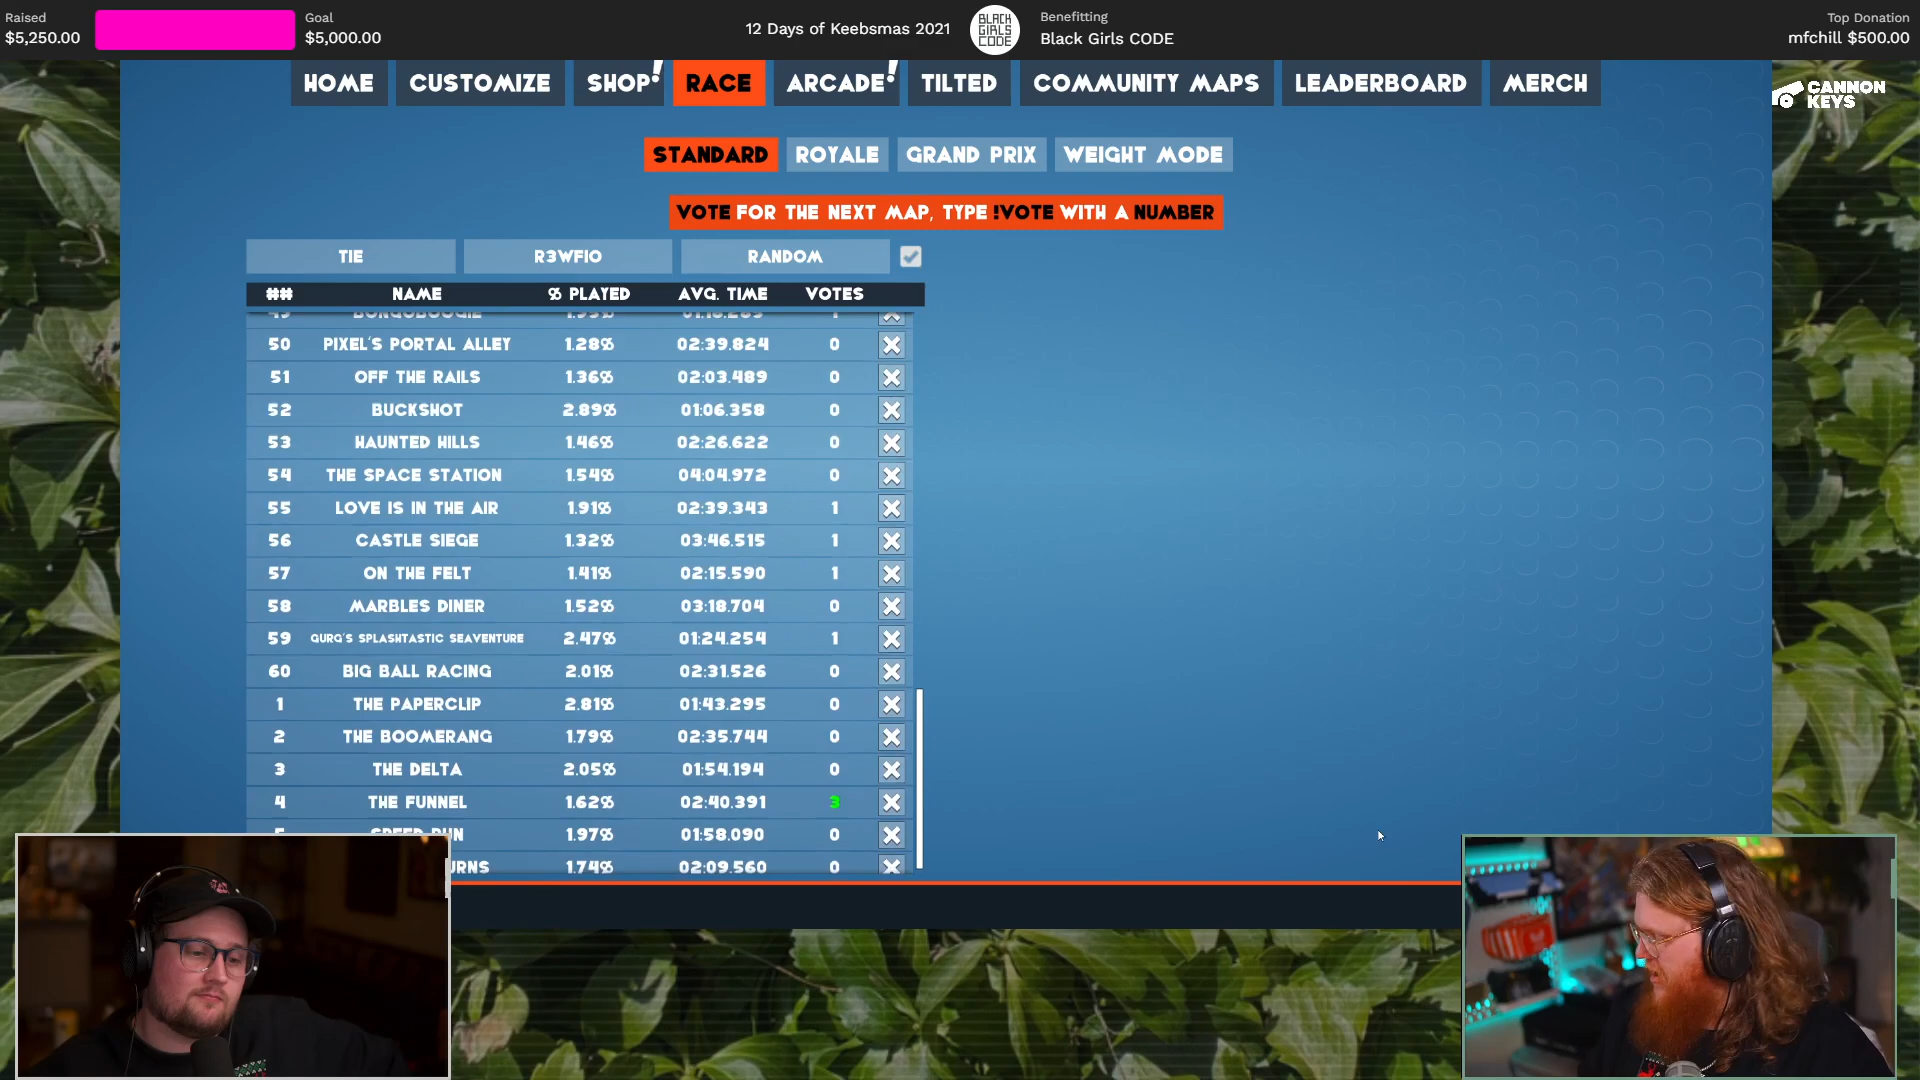 Raised
$5,250.00
Goal
$5,000.00
12 Days of Keebsmas 2021
BLACK GIRLS CODE
Benefitting
Black Girls CODE
Top Donation
mfchill $500.00
HOME CUSTOMIZE SHOP! RACE ARCADE! TILTED COMMUNITY MAPS LEADERBOARD MERCH
CANNON
KEYS
STANDARD ROYALE GRAND PRIX WEIGHT MODE
VOTE FOR THE NEXT MAP, TYPE !VOTE WITH A NUMBER
TIE R3WFIO RANDOM
## NAME % PLAYED AVG. TIME VOTES
50 PIXEL'S PORTAL ALLEY 1.28% 02:39.824 0
51 OFF THE RAILS 1.36% 02:03.489 0
52 BUCKSHOT 2.89% 01:06.358 0
53 HAUNTED HILLS 1.46% 02:26.622 0
54 THE SPACE STATION 1.54% 04:04.972 0
55 LOVE IS IN THE AIR 1.91% 02:39.343 1
56 CASTLE SIEGE 1.32% 03:46.515 1
57 ON THE FELT 1.41% 02:15.590 1
58 MARBLES DINER 1.52% 03:18.704 0
59 QURG'S SPLASHTASTIC SEAVENTURE 2.47% 01:24.254 1
60 BIG BALL RACING 2.01% 02:31.526 0
1 THE PAPERCLIP 2.81% 01:43.295 0
2 THE BOOMERANG 1.79% 02:35.744 0
3 THE DELTA 2.05% 01:54.194 0
4 THE FUNNEL 1.62% 02:40.391 3
1.97% 01:58.090 0
URNS 1.74% 02:09.560 0